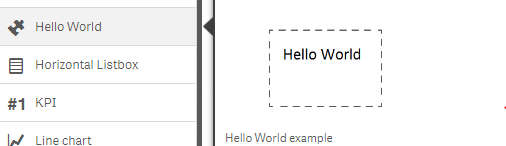 Hello World
Horizontal Listbox
#1 KPI
Line chart
Hello World
Hello World example